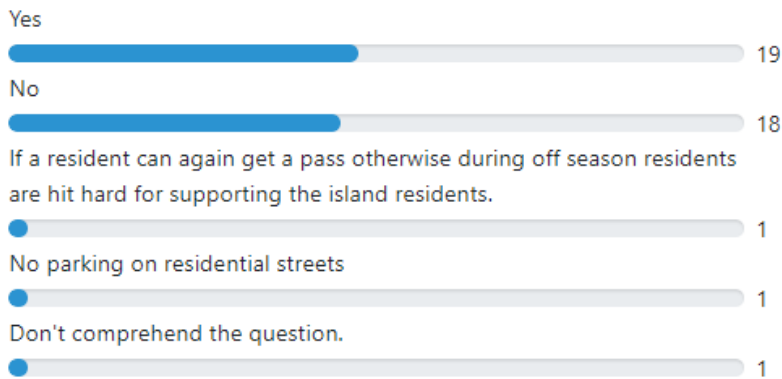 Yes
19
No
18
If a resident can again get a pass otherwise during off season residents
are hit hard for supporting the island residents.
1
No parking on residential streets
1
Don't comprehend the question.
1